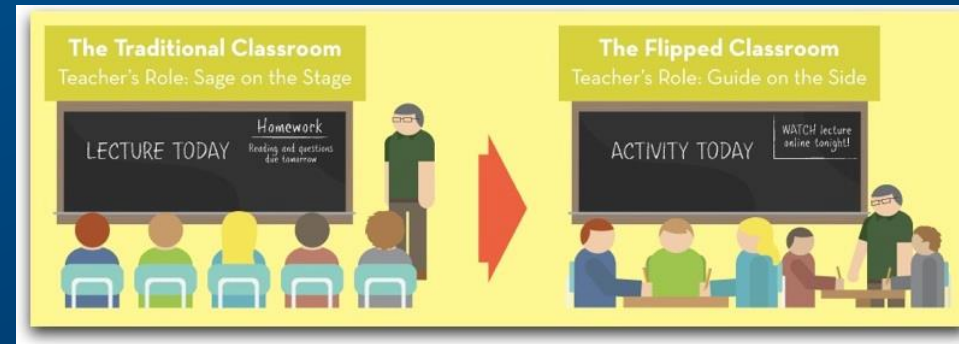 The Traditional Classroom
Teacher's Role: Sage on the Stage
LECTURE TODAY
Homework
Reading and questions
due tomorrow
The Flipped Classroom
Teacher's Role: Guide on the Side
ACTIVITY TODAY
WATCH lecture
online tonight!